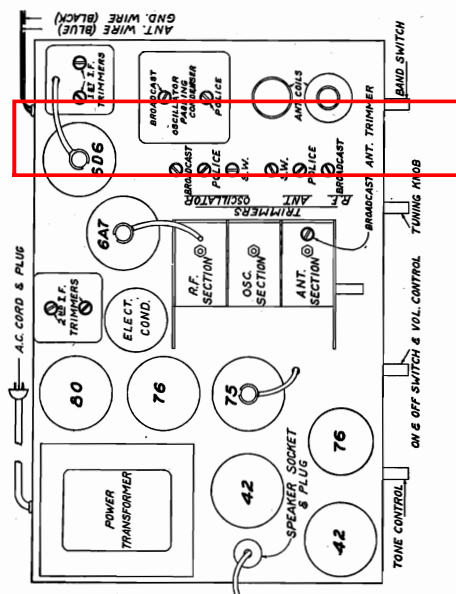 GND. WIRE (BLACK)
ANT. WIRE (BLUE)
1ST I.F.
TRIMMERS
BROADCAST
OSCILLATOR
PADDING
CONDENSER
POLICE
ANT. COILS
BAND SWITCH
6D6
BROADCAST
POLICE
S.W.
OSCILLATOR
S.W.
POLICE
ANT.
BROADCAST
R.F.
TRIMMERS
BROADCAST ANT. TRIMMER
TUNING KNOB
6A7
R.F.
SECTION
OSC.
SECTION
ANT.
SECTION
A.C. CORD & PLUG
2ND I.F.
TRIMMERS
ELECT.
COND.
ON & OFF SWITCH & VOL. CONTROL
80
76
75
76
POWER
TRANSFORMER
42
SPEAKER SOCKET
& PLUG
42
TONE CONTROL